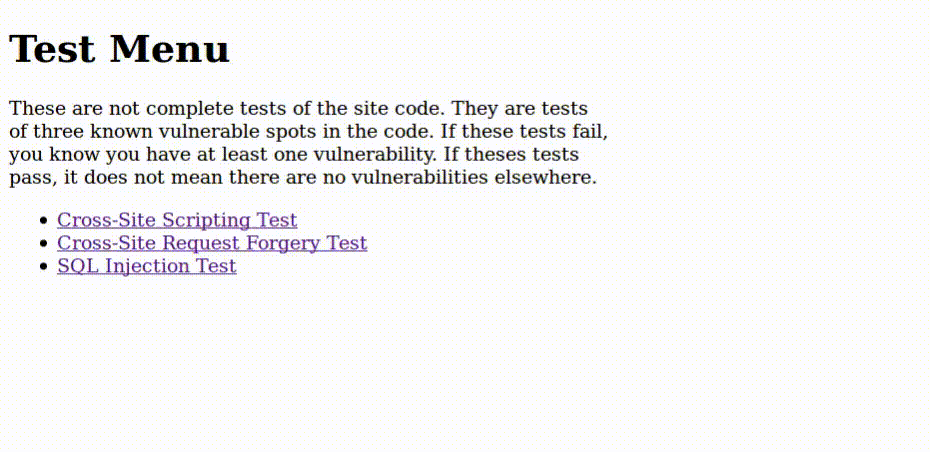 Test Menu
These are not complete tests of the site code. They are tests
of three known vulnerable spots in the code. If these tests fail,
you know you have at least one vulnerability. If theses tests
pass, it does not mean there are no vulnerabilities elsewhere.
Cross-Site Scripting Test
Cross-Site Request Forgery Test
SQL Injection Test